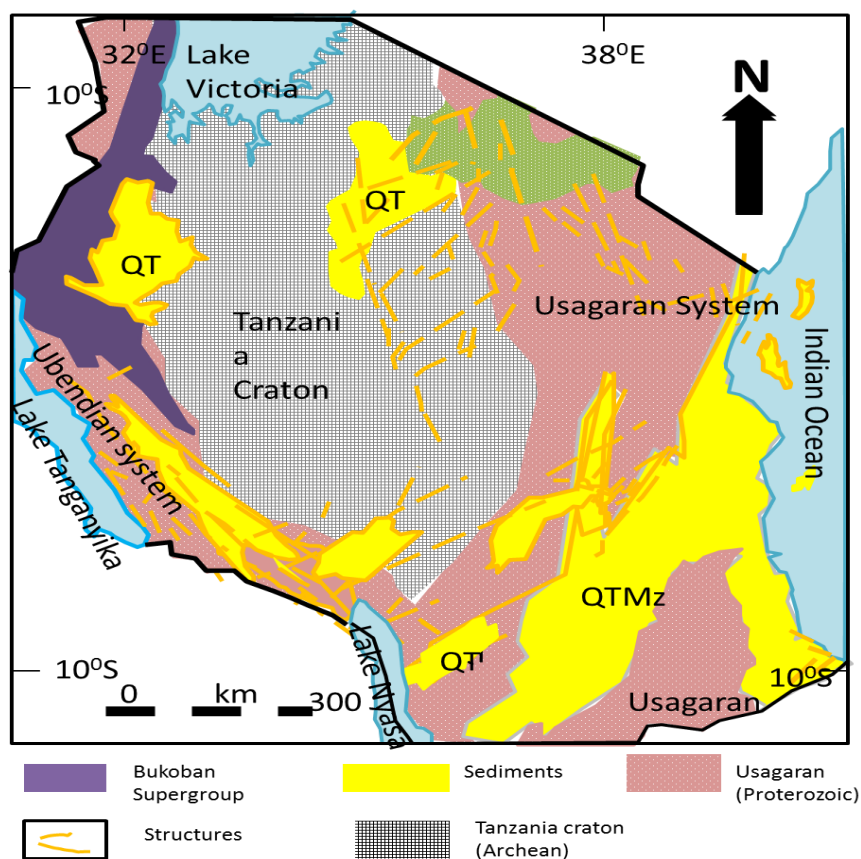 32⁰E
38⁰E
Lake
Victoria
10⁰S
N
QT
QT
Usagaran System
Tanzani
a
Craton
Indian Ocean
Ubendian system
Lake Tanganyika
QTMz
10⁰S
QT'
10⁰S
Lake Nyasa
Usagaran
0 km 300
Bukoban
Supergroup
Sediments
Usagaran
(Proterozoic)
Structures
Tanzania craton
(Archean)